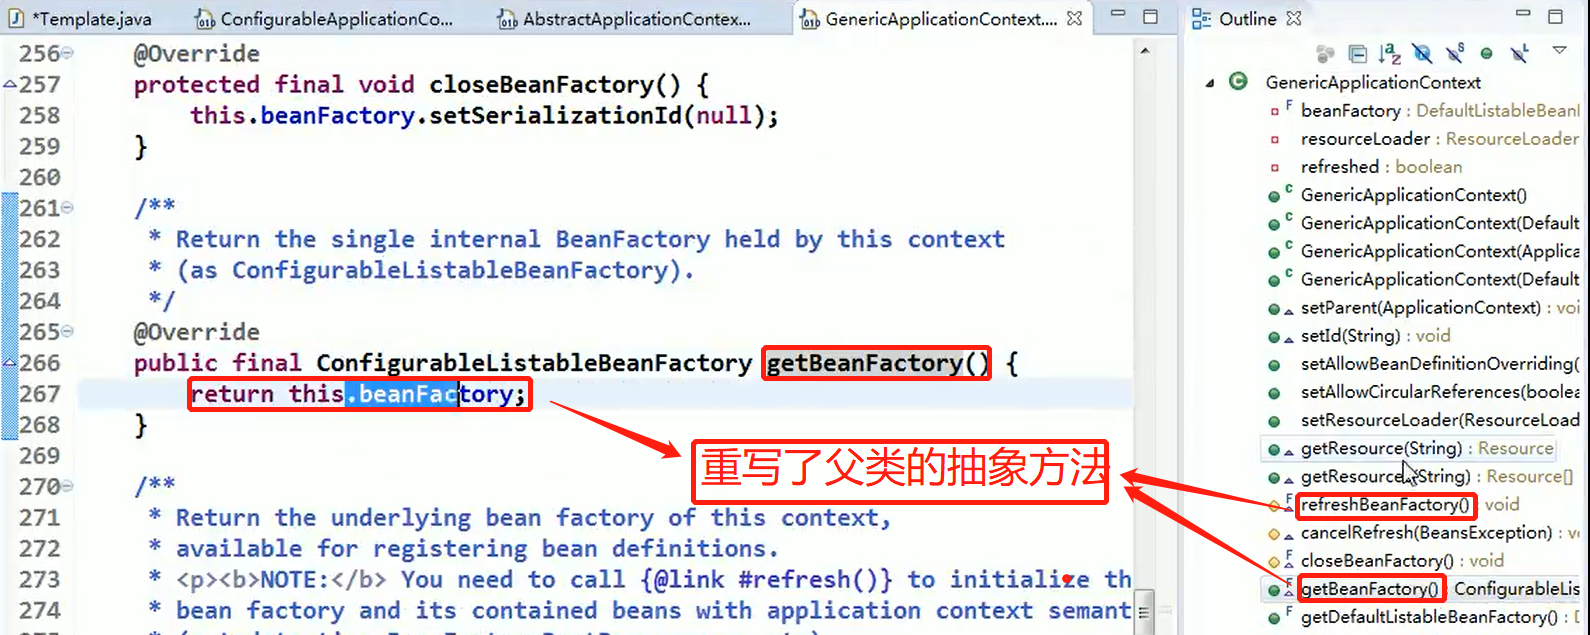 *Template.java
ConfigurableApplicationCo...
AbstractApplicationContex...
GenericApplicationContext....
256 @Override
257 protected final void closeBeanFactory() {
258 this.beanFactory.setSerializationId(null);
259 }
260
261 /**
262 * Return the single internal BeanFactory held by this context
263 * (as ConfigurableListableBeanFactory).
264 */
265 @Override
266 public final ConfigurableListableBeanFactory getBeanFactory() {
267 return this.beanFactory;
268 }
269
270 /**
271 * Return the underlying bean factory of this context,
272 * available for registering bean definitions.
273 * <p><b>NOTE:</b> You need to call {@link #refresh()} to initialize th
274 * bean factory and its contained beans with application context semant
重写了父类的抽象方法
Outline
GenericApplicationContext
beanFactory : DefaultListableBeanl
resourceLoader : ResourceLoader
refreshed : boolean
GenericApplicationContext()
GenericApplicationContext(Default
GenericApplicationContext(Applica
GenericApplicationContext(Default
setParent(ApplicationContext) : voi
setId(String) : void
setAllowBeanDefinitionOverriding(
setAllowCircularReferences(boolea
setResourceLoader(ResourceLoad
getResource(String) : Resource
(String) : Resource[]
refreshBeanFactory() : void
cancelRefresh(BeansException) : v
closeBeanFactory() : void
getBeanFactory() : ConfigurableLis
getDefaultListableBeanFactory() : D